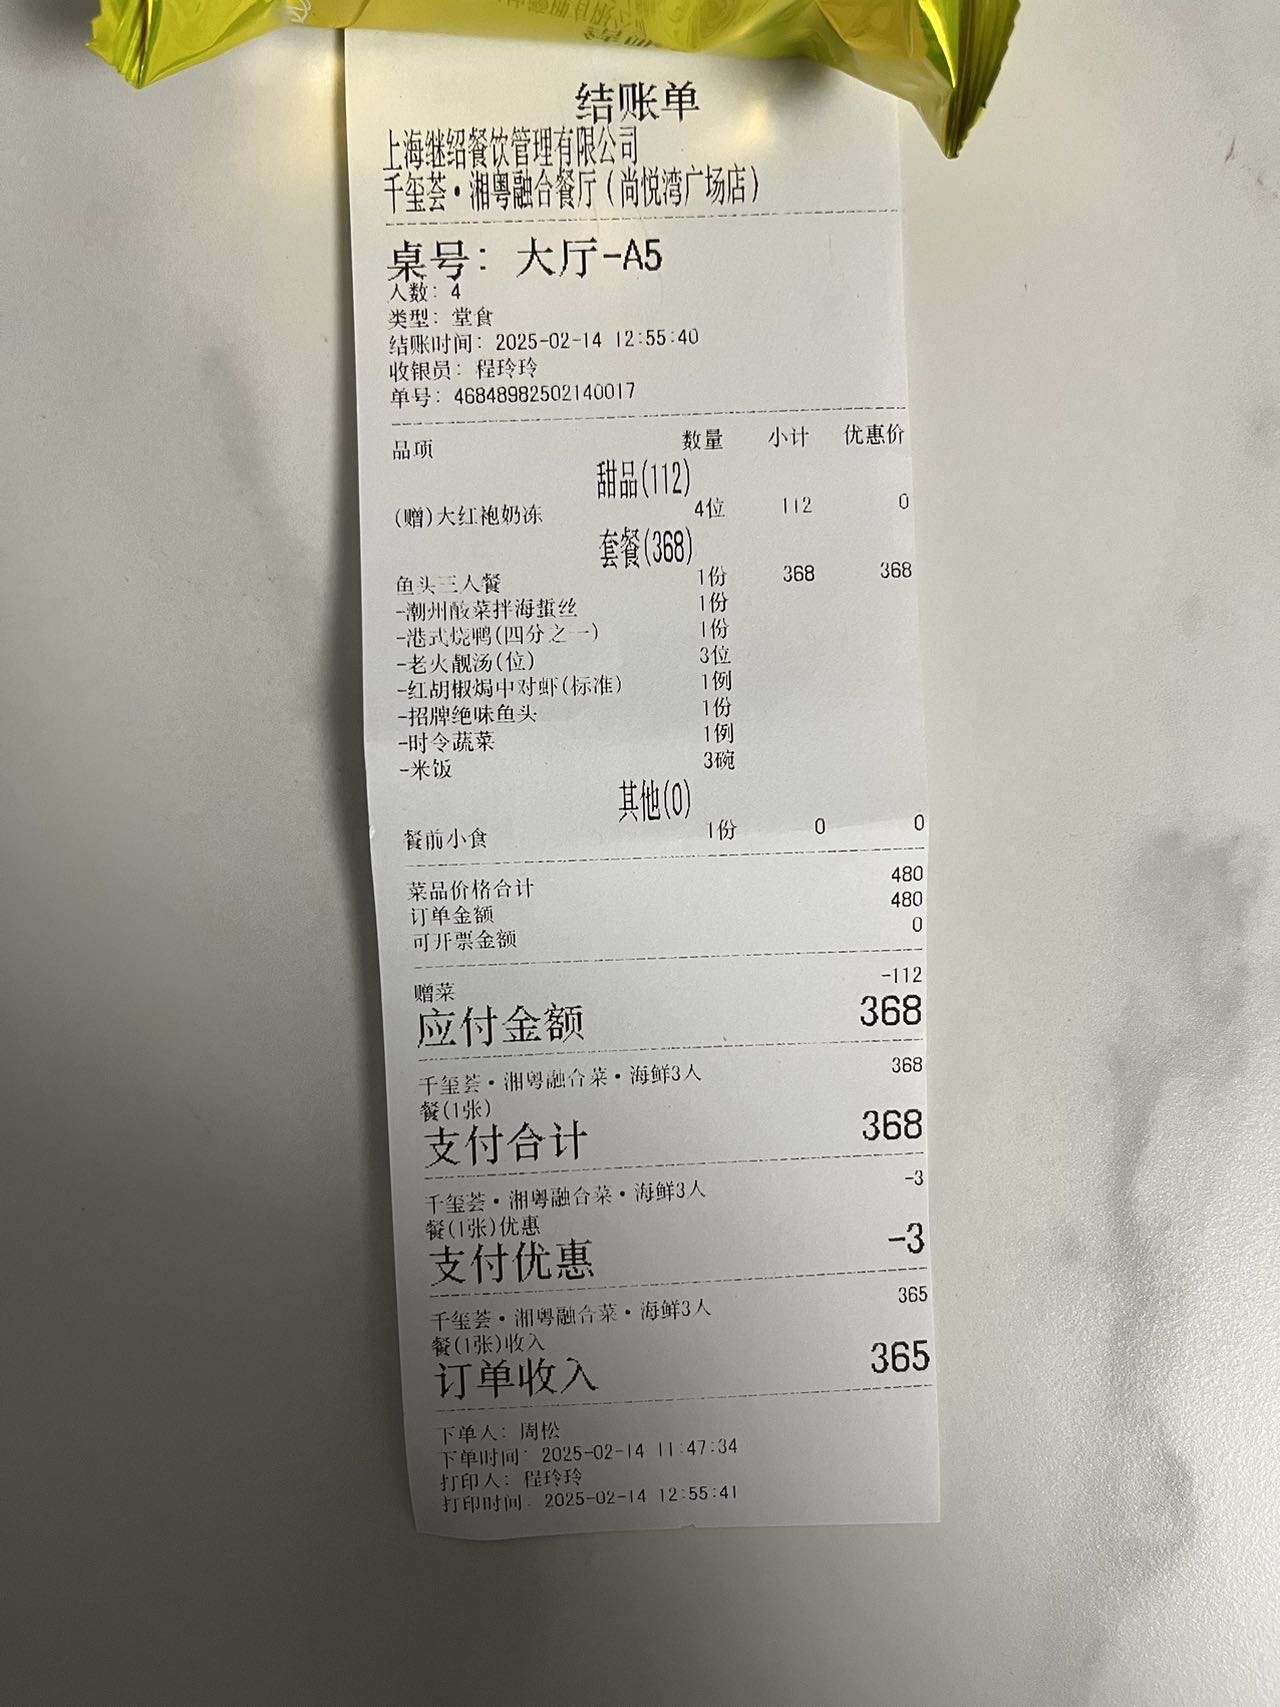 结账单
上海继绍餐饮管理有限公司
千玺荟·湘粤融合餐厅(尚悦湾广场店)
桌号: 大厅-A5
人数: 4
类型: 堂食
结账时间: 2025-02-14 12:55:40
收银员: 程玲玲
单号: 46848982502140017
品项 数量 小计 优惠价
甜品(112)
(赠)大红袍奶冻 4位 112 0
套餐(368)
鱼头三人餐 1份 368 368
-潮州酸菜拌海蜇丝 1份
-港式烧鸭(四分之一) 1份
-老火靓汤(位) 3位
-红胡椒焗中对虾(标准) 1例
-招牌绝味鱼头 1份
-时令蔬菜 1例
-米饭 3碗
其他(0)
餐前小食 1份 0 0
菜品价格合计 480
订单金额 480
可开票金额 0
赠菜 -112
应付金额 368
千玺荟·湘粤融合菜·海鲜3人 368
餐(1张)
支付合计 368
千玺荟·湘粤融合菜·海鲜3人 -3
餐(1张)优惠
支付优惠 -3
千玺荟·湘粤融合菜·海鲜3人 365
餐(1张)收入
订单收入 365
下单人: 周松
下单时间: 2025-02-14 11:47:34
打印人: 程玲玲
打印时间: 2025-02-14 12:55:41